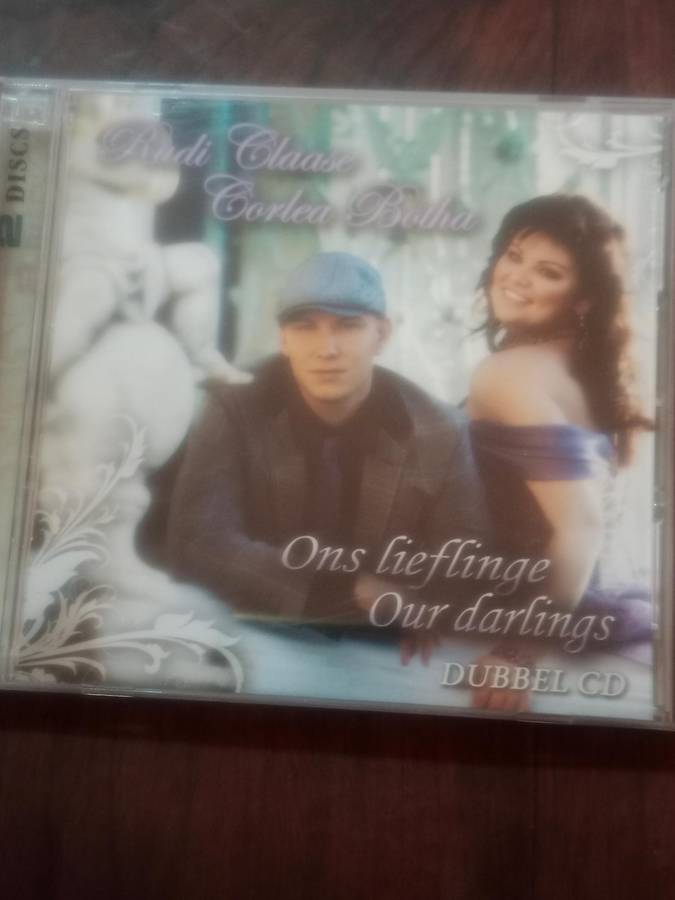 Rudi Claase
Corlea Botha
2 DISCS
Ons lieflinge
Our darlings
DUBBEL CD